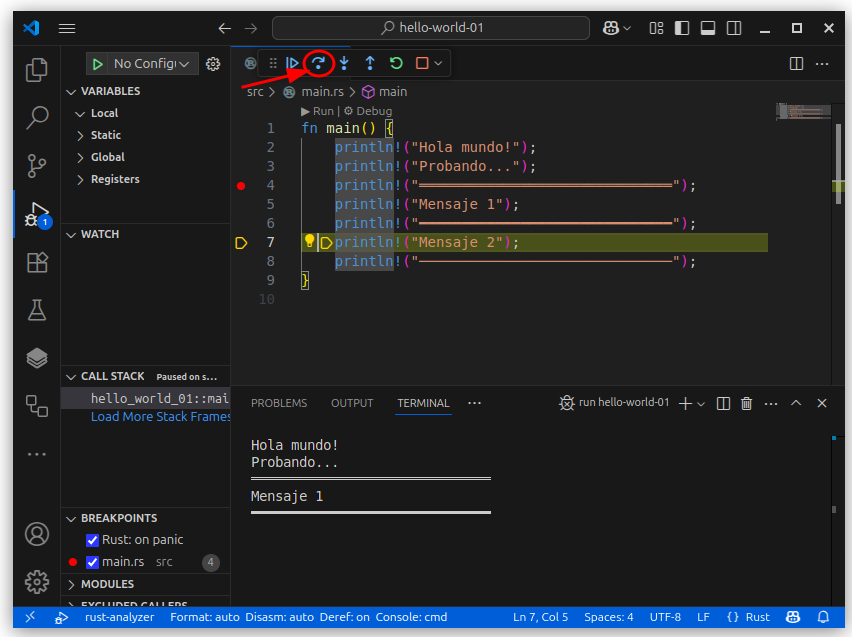 hello-world-01
No Configu
VARIABLES
Local
Static
Global
Registers
WATCH
CALL STACK Paused on s...
hello_world_01::mai
Load More Stack Frames
BREAKPOINTS
Rust: on panic
main.rs src 4
MODULES
EXCLUDED CALLERS
1
src > main.rs > main
Run | Debug
1 fn main() {
2 println!("Hola mundo!");
3 println!("Probando...");
4 println!("══════════════════════════════");
5 println!("Mensaje 1");
6 println!("══════════════════════════════");
7 println!("Mensaje 2");
8 println!("══════════════════════════════");
9 }
10
PROBLEMS OUTPUT TERMINAL ...
run hello-world-01
Hola mundo!
Probando...
══════════════════════════════
Mensaje 1
══════════════════════════════
rust-analyzer Format: auto Disasm: auto Deref: on Console: cmd Ln 7, Col 5 Spaces: 4 UTF-8 LF {} Rust